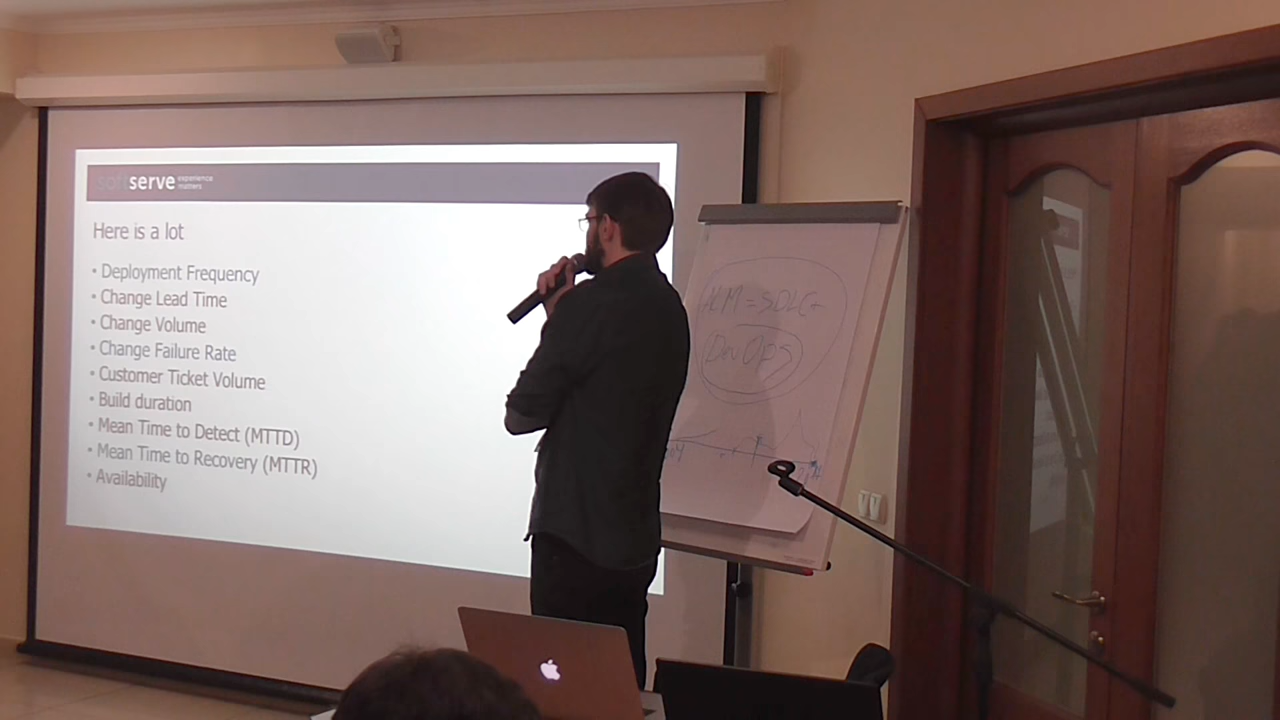 softserve experience matters
Here is a lot
• Deployment Frequency
• Change Lead Time
• Change Volume
• Change Failure Rate
• Customer Ticket Volume
• Build duration
• Mean Time to Detect (MTTD)
• Mean Time to Recovery (MTTR)
• Availability
= SDLC +
DevOps